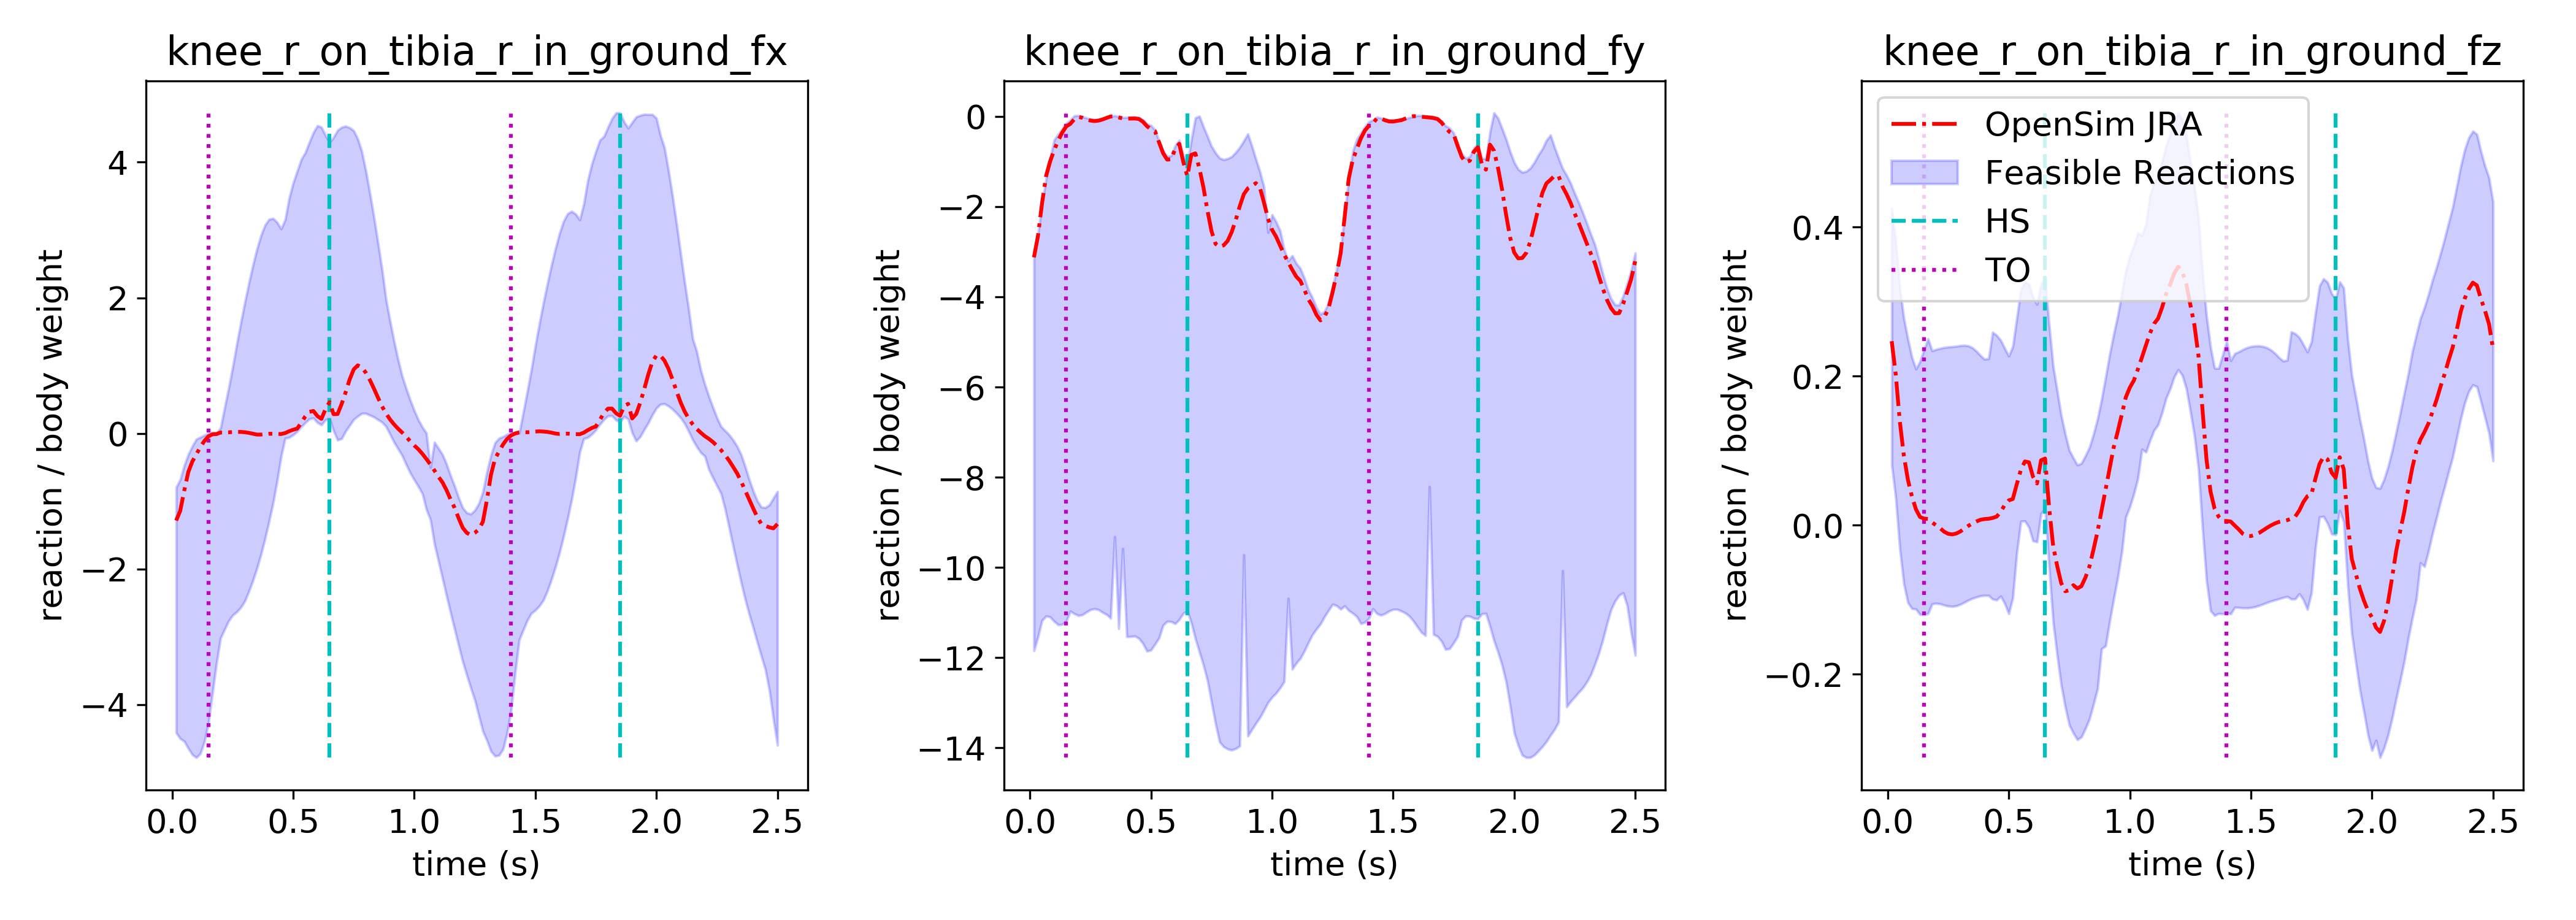 knee_r_on_tibia_r_in_ground_fx
knee_r_on_tibia_r_in_ground_fy
knee_r_on_tibia_r_in_ground_fz
reaction / body weight
4
2
0
−2
−4
0.0 0.5 1.0 1.5 2.0 2.5
time (s)
reaction / body weight
0
−2
−4
−6
−8
−10
−12
−14
0.0 0.5 1.0 1.5 2.0 2.5
time (s)
reaction / body weight
0.4
0.2
0.0
−0.2
0.0 0.5 1.0 1.5 2.0 2.5
time (s)
OpenSim JRA
Feasible Reactions
HS
TO